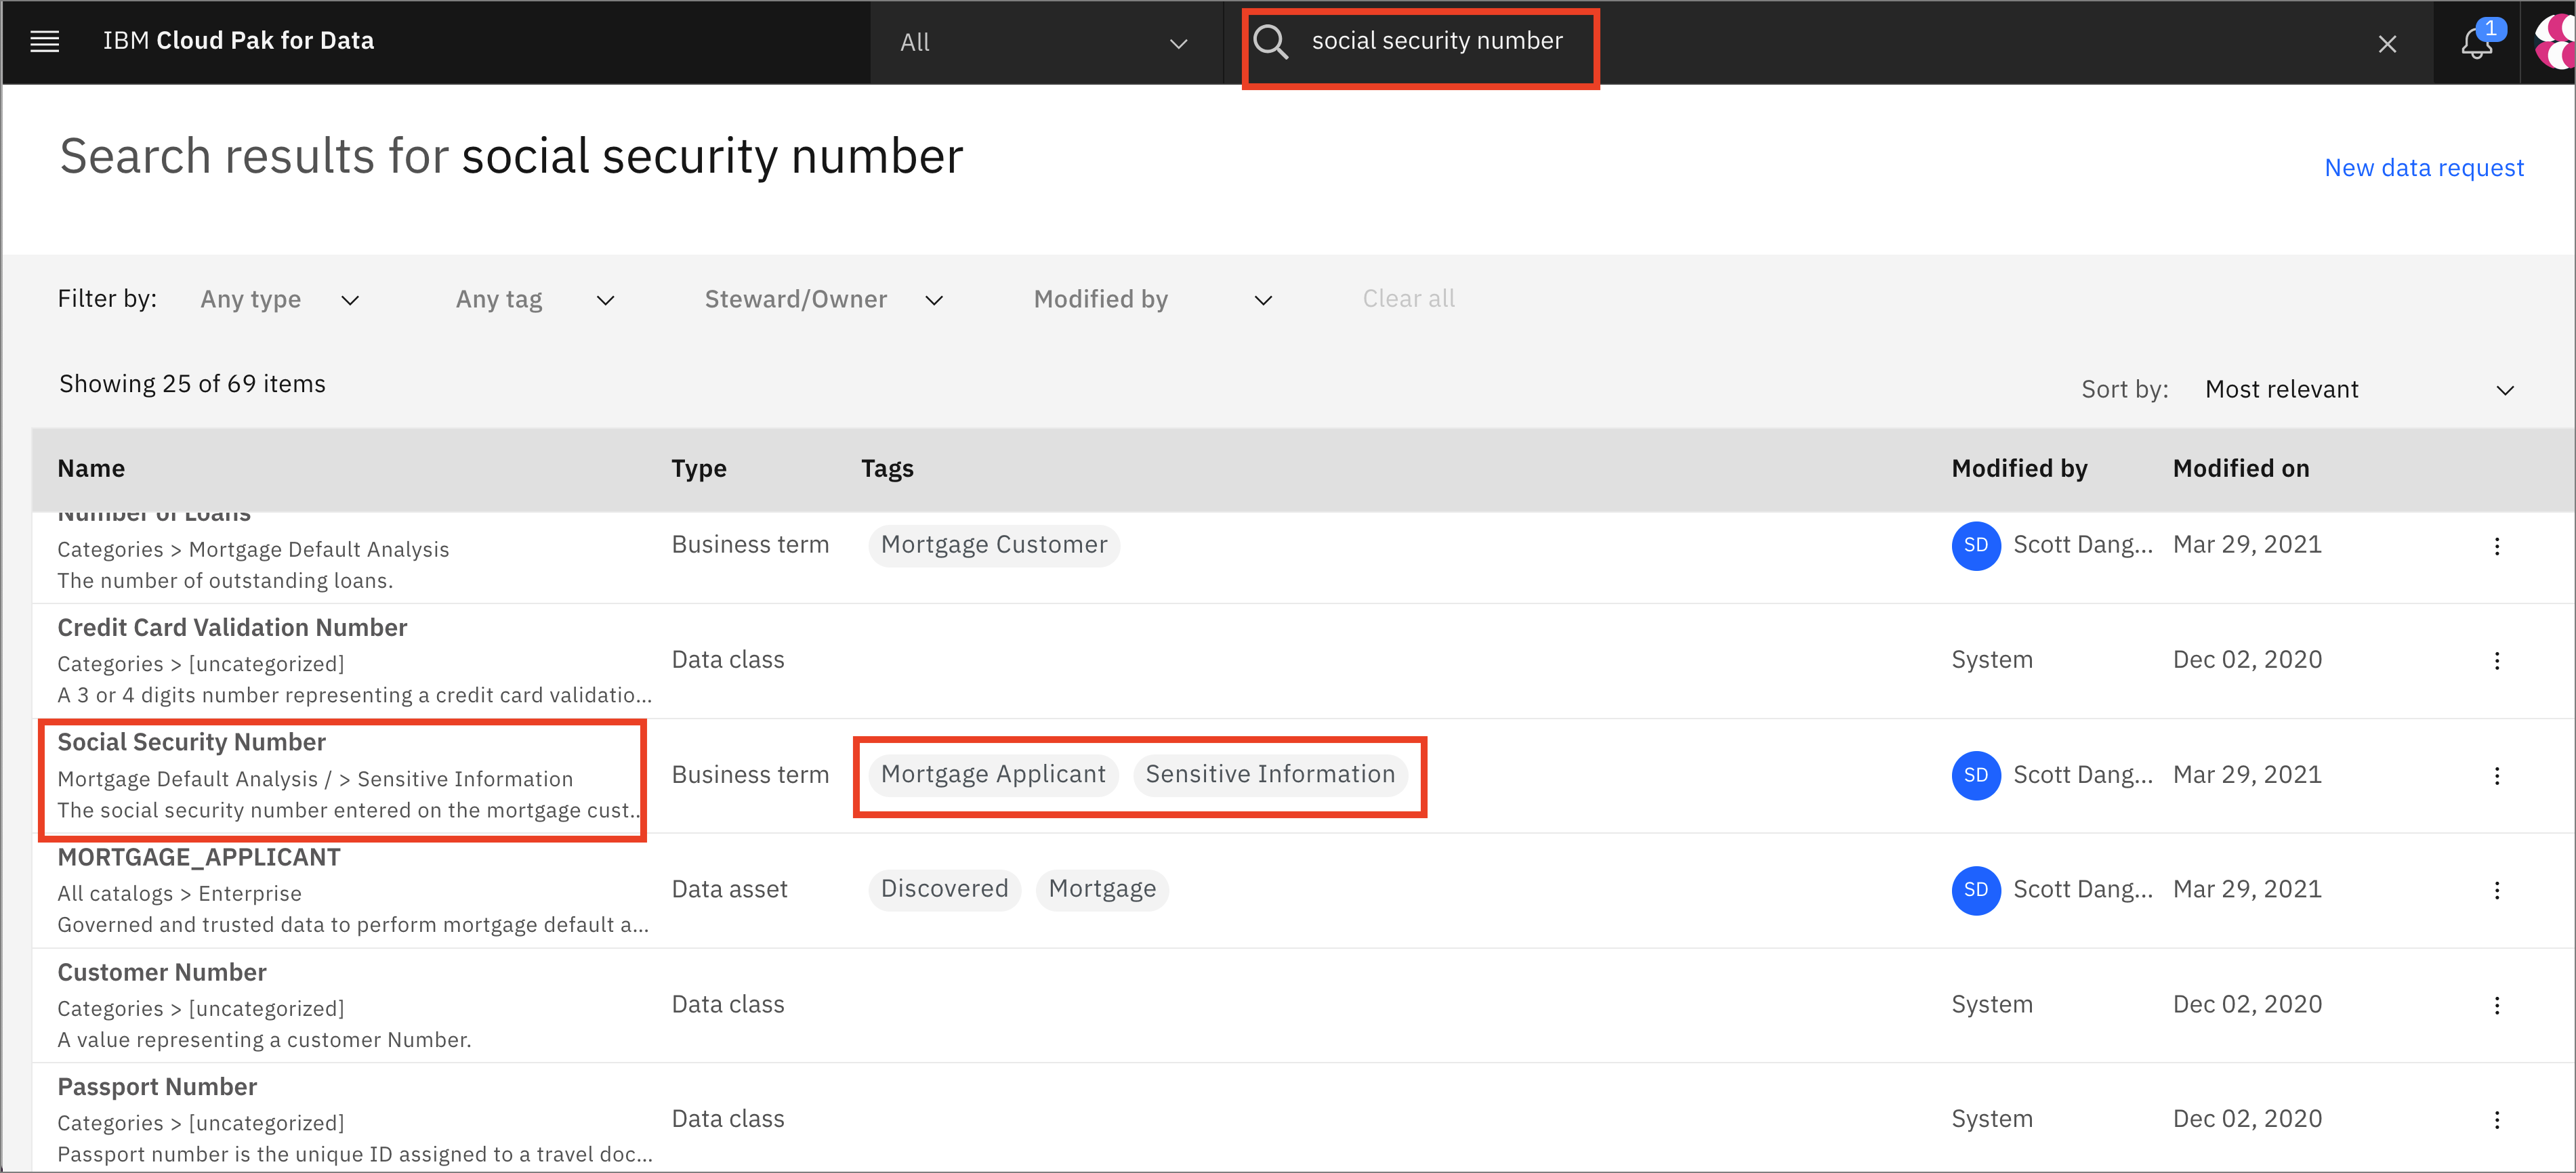 IBM Cloud Pak for Data
All
social security number
1
Search results for social security number
New data request
Filter by: Any type Any tag Steward/Owner Modified by Clear all
Showing 25 of 69 items
Sort by: Most relevant
Name Type Tags Modified by Modified on
Number of Loans
Categories > Mortgage Default Analysis
The number of outstanding loans.
Business term Mortgage Customer SD Scott Dang... Mar 29, 2021
Credit Card Validation Number
Categories > [uncategorized]
A 3 or 4 digits number representing a credit card validatio...
Data class System Dec 02, 2020
Social Security Number
Mortgage Default Analysis / > Sensitive Information
The social security number entered on the mortgage cust..
Business term Mortgage Applicant Sensitive Information SD Scott Dang... Mar 29, 2021
MORTGAGE_APPLICANT
All catalogs > Enterprise
Governed and trusted data to perform mortgage default a...
Data asset Discovered Mortgage SD Scott Dang... Mar 29, 2021
Customer Number
Categories > [uncategorized]
A value representing a customer Number.
Data class System Dec 02, 2020
Passport Number
Categories > [uncategorized]
Passport number is the unique ID assigned to a travel doc...
Data class System Dec 02, 2020